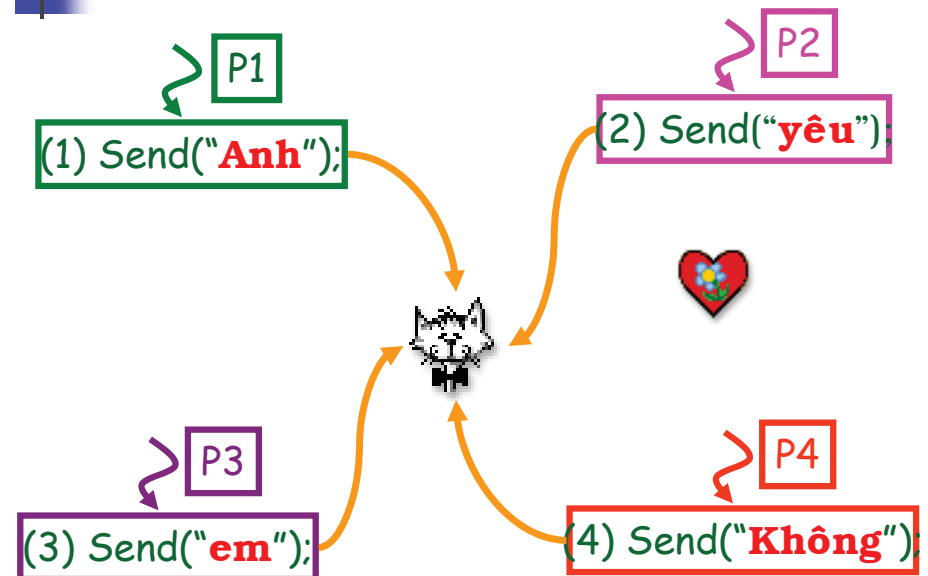 P1
(1) Send("Anh");
P2
(2) Send("yêu");
P3
(3) Send("em");
P4
(4) Send("Không");